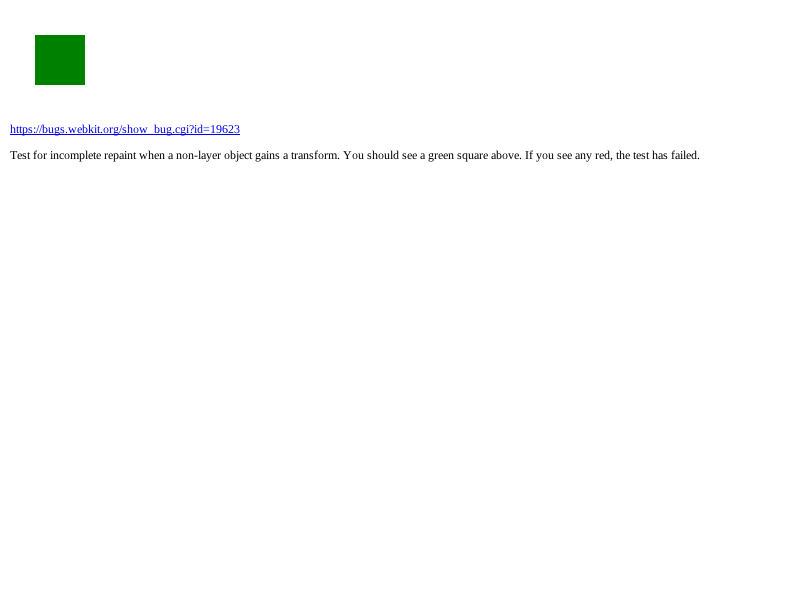 https://bugs.webkit.org/show_bug.cgi?id=19623
Test for incomplete repaint when a non-layer object gains a transform. You should see a green square above. If you see any red, the test has failed.